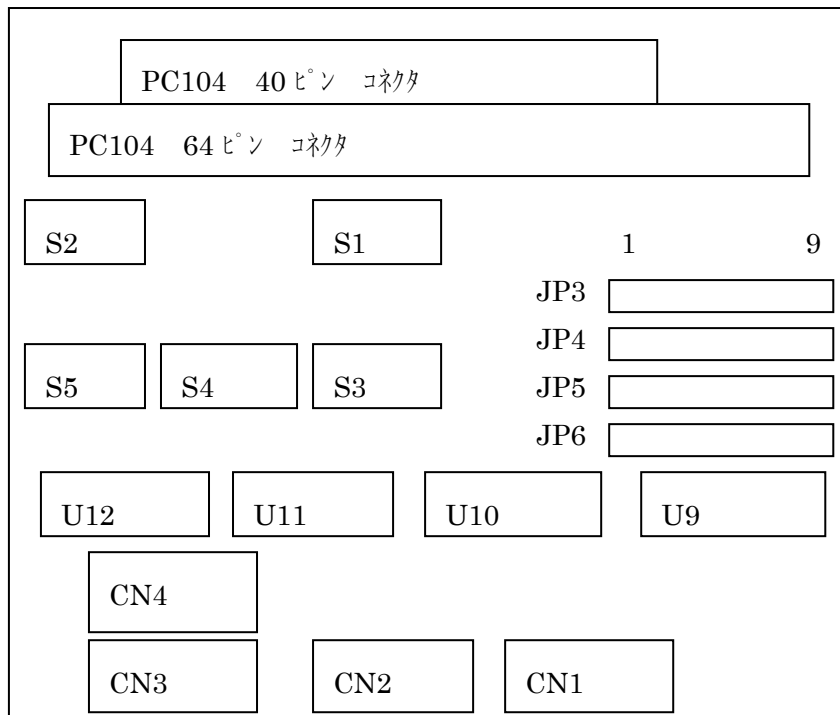 PC104　40ﾋﾟﾝ　ｺﾈｸﾀ
PC104　64ﾋﾟﾝ　ｺﾈｸﾀ
S2　S1　1　9
JP3
JP4
S5　S4　S3　JP5
JP6
U12　U11　U10　U9
CN4
CN3　CN2　CN1